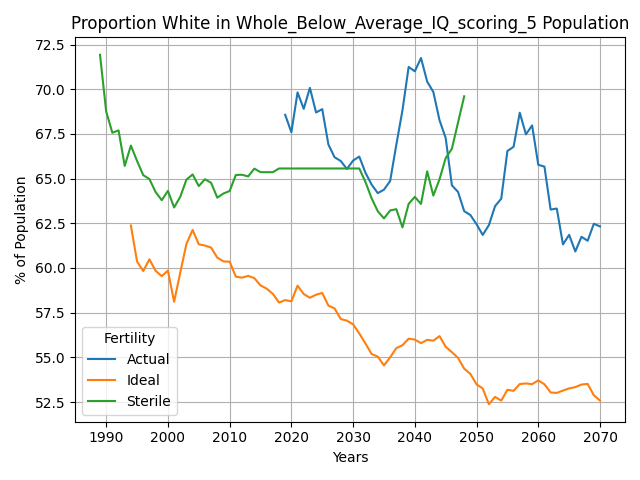 Proportion White in Whole_Below_Average_IQ_scoring_5 Population
% of Population
72.5
70.0
67.5
65.0
62.5
60.0
57.5
55.0
52.5
Fertility
Actual
Ideal
Sterile
1990 2000 2010 2020 2030 2040 2050 2060 2070
Years